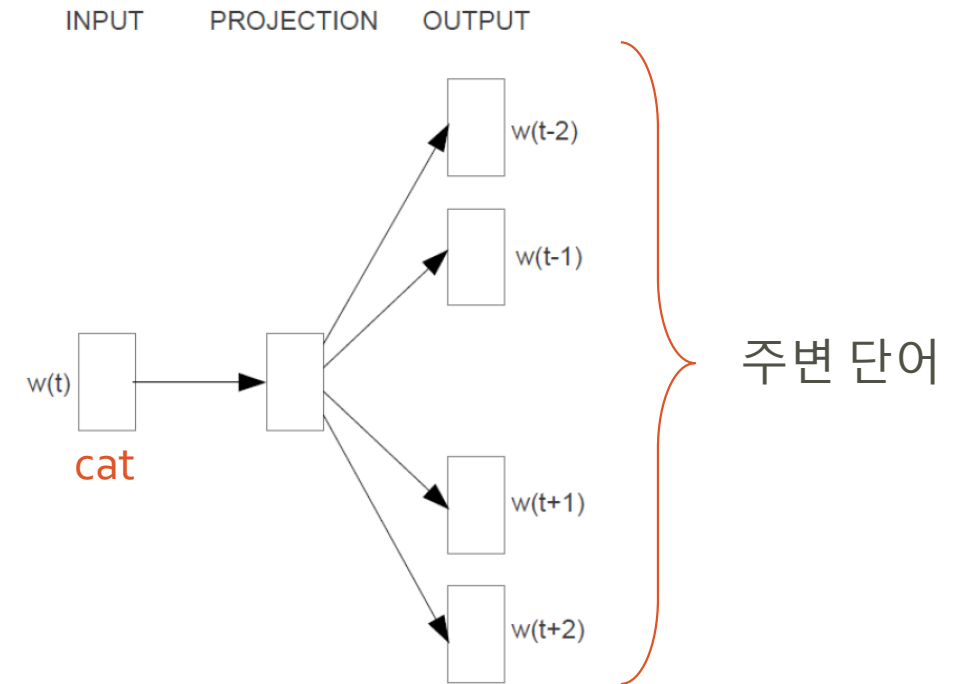 INPUT PROJECTION OUTPUT
w(t-2)
w(t-1)
주변 단어
w(t)
cat
w(t+1)
w(t+2)